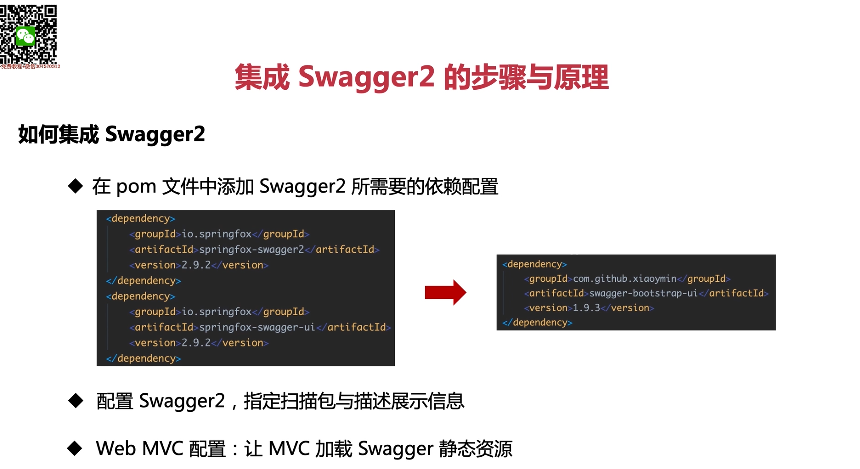 集成 Swagger2 的步骤与原理
如何集成 Swagger2
◆ 在 pom 文件中添加 Swagger2 所需要的依赖配置
<dependency>
<groupId>io.springfox</groupId>
<artifactId>springfox-swagger2</artifactId>
<version>2.9.2</version>
</dependency>
<dependency>
<groupId>io.springfox</groupId>
<artifactId>springfox-swagger-ui</artifactId>
<version>2.9.2</version>
</dependency>
<dependency>
<groupId>com.github.xiaoymin</groupId>
<artifactId>swagger-bootstrap-ui</artifactId>
<version>1.9.3</version>
</dependency>
◆ 配置 Swagger2，指定扫描包与描述展示信息
◆ Web MVC 配置：让 MVC 加载 Swagger 静态资源